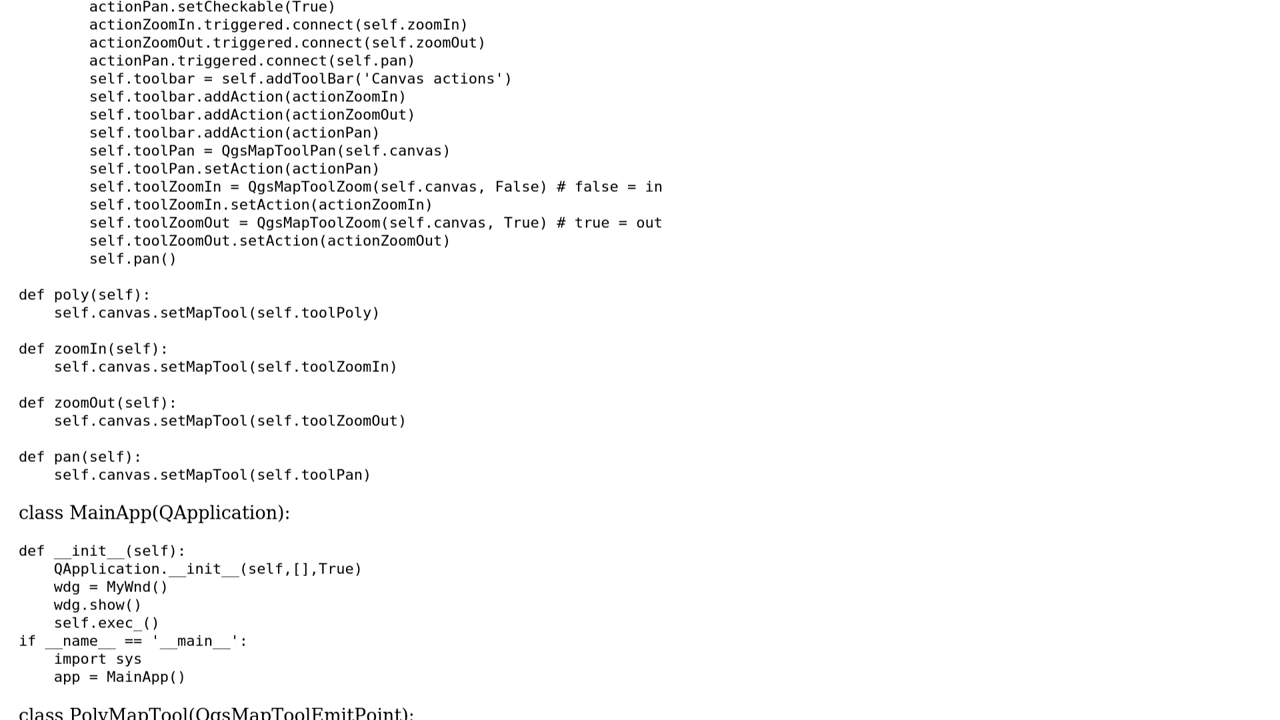 actionPan.setCheckable(True)
actionZoomIn.triggered.connect(self.zoomIn)
actionZoomOut.triggered.connect(self.zoomOut)
actionPan.triggered.connect(self.pan)
self.toolbar = self.addToolBar('Canvas actions')
self.toolbar.addAction(actionZoomIn)
self.toolbar.addAction(actionZoomOut)
self.toolbar.addAction(actionPan)
self.toolPan = QgsMapToolPan(self.canvas)
self.toolPan.setAction(actionPan)
self.toolZoomIn = QgsMapToolZoom(self.canvas, False) # false = in
self.toolZoomIn.setAction(actionZoomIn)
self.toolZoomOut = QgsMapToolZoom(self.canvas, True) # true = out
self.toolZoomOut.setAction(actionZoomOut)
self.pan()
def poly(self):
self.canvas.setMapTool(self.toolPoly)
def zoomIn(self):
self.canvas.setMapTool(self.toolZoomIn)
def zoomOut(self):
self.canvas.setMapTool(self.toolZoomOut)
def pan(self):
self.canvas.setMapTool(self.toolPan)
class MainApp(QApplication):
def __init__(self):
QApplication.__init__(self,[],True)
wdg = MyWnd()
wdg.show()
self.exec_()
if __name__ == '__main__':
import sys
app = MainApp()
class PolyMapTool(QgsMapToolEmitPoint):